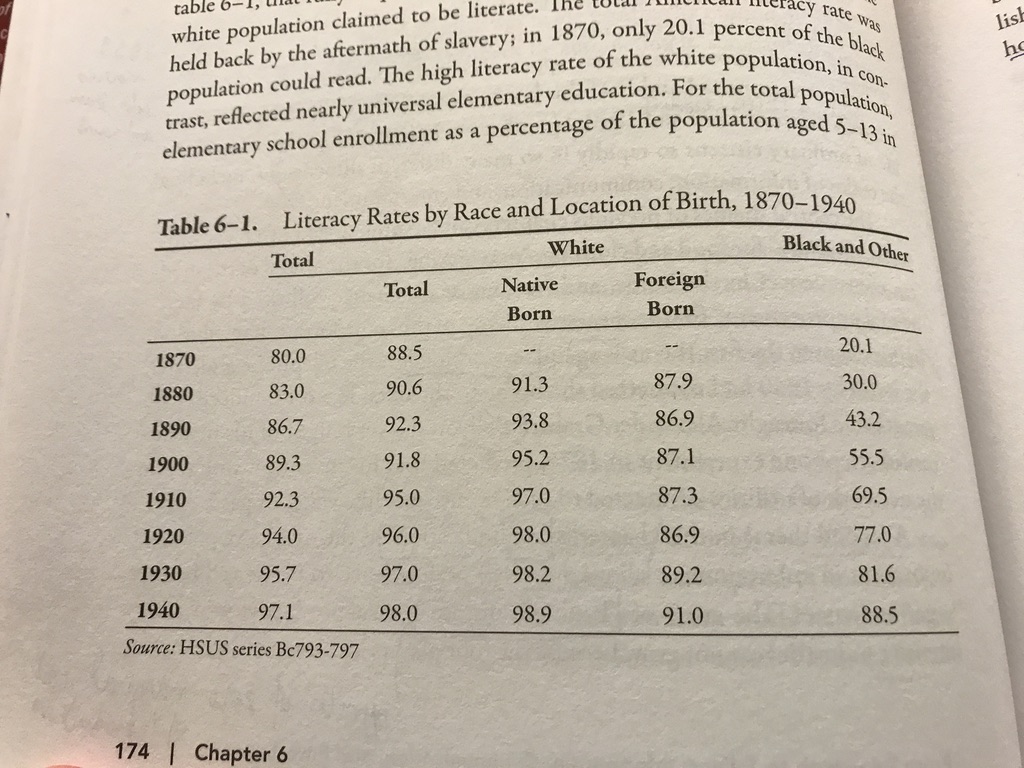 table 6–1, that
white population claimed to be literate. The total American literacy rate was
held back by the aftermath of slavery; in 1870, only 20.1 percent of the black
population could read. The high literacy rate of the white population, in con-
trast, reflected nearly universal elementary education. For the total population,
elementary school enrollment as a percentage of the population aged 5–13 in
Table 6–1. Literacy Rates by Race and Location of Birth, 1870–1940
Total White Black and Other
Total Native Born Foreign Born
1870 80.0 88.5 -- -- 20.1
1880 83.0 90.6 91.3 87.9 30.0
1890 86.7 92.3 93.8 86.9 43.2
1900 89.3 91.8 95.2 87.1 55.5
1910 92.3 95.0 97.0 87.3 69.5
1920 94.0 96.0 98.0 86.9 77.0
1930 95.7 97.0 98.2 89.2 81.6
1940 97.1 98.0 98.9 91.0 88.5
Source: HSUS series Bc793-797
174 | Chapter 6